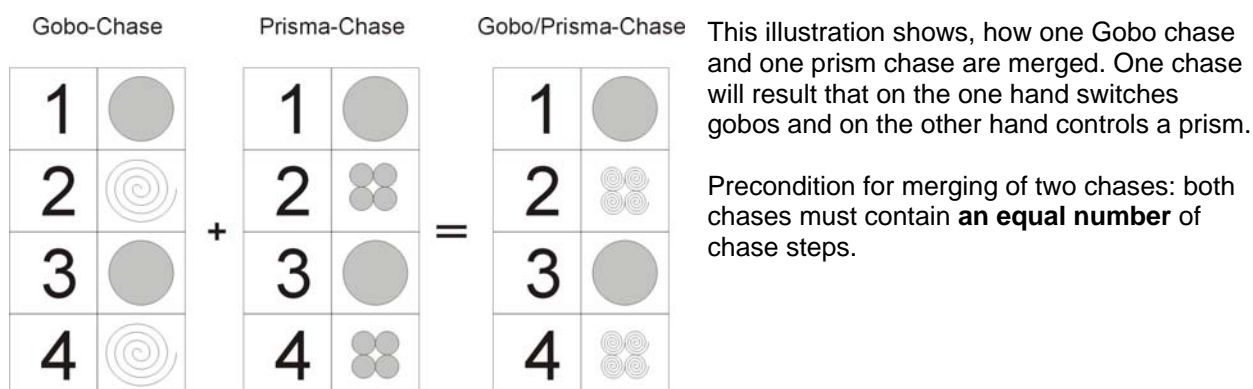 Gobo-Chase Prisma-Chase Gobo/Prisma-Chase
1 1 1
2 2 2
+ =
3 3 3
4 4 4
This illustration shows, how one Gobo chase
and one prism chase are merged. One chase
will result that on the one hand switches
gobos and on the other hand controls a prism.
Precondition for merging of two chases: both
chases must contain an equal number of
chase steps.